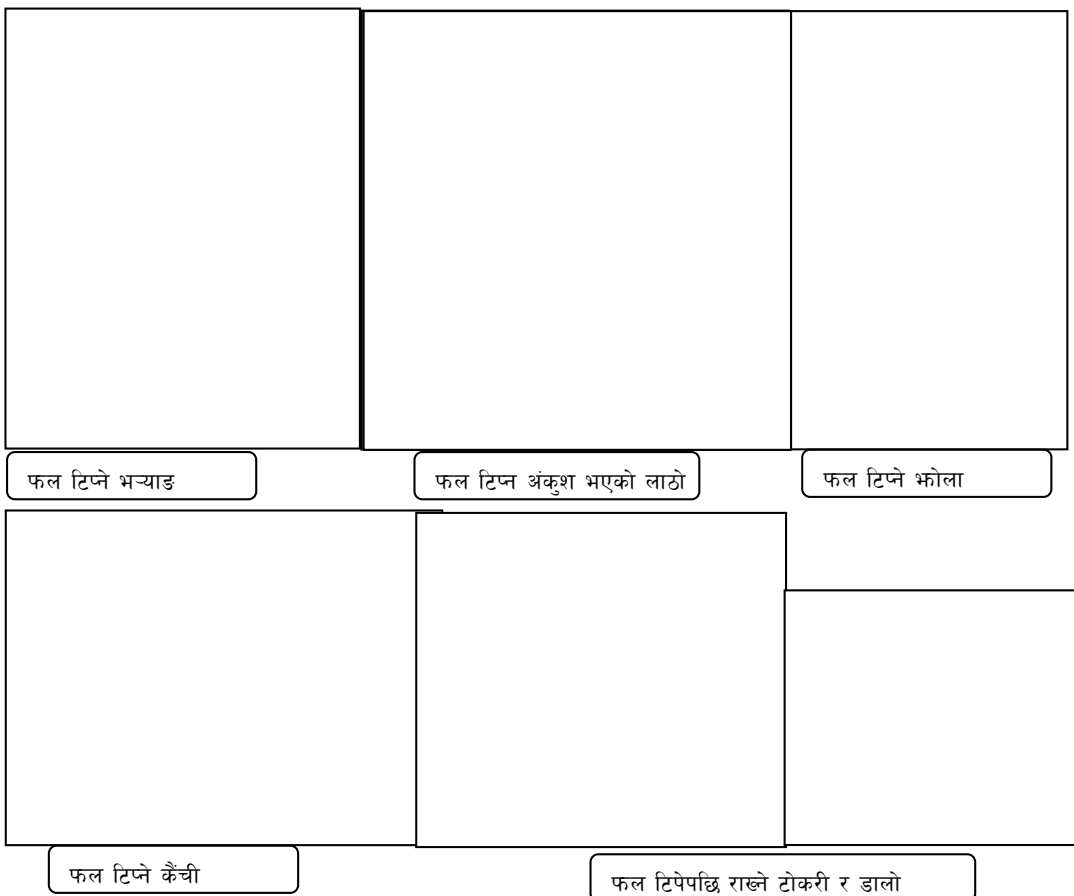 फल टिप्ने भऱ्याङ
फल टिप्न अंकुश भएको लाठो
फल टिप्ने झोला
फल टिप्ने कैंची
फल टिपेपछि राख्ने टोकरी र डालो